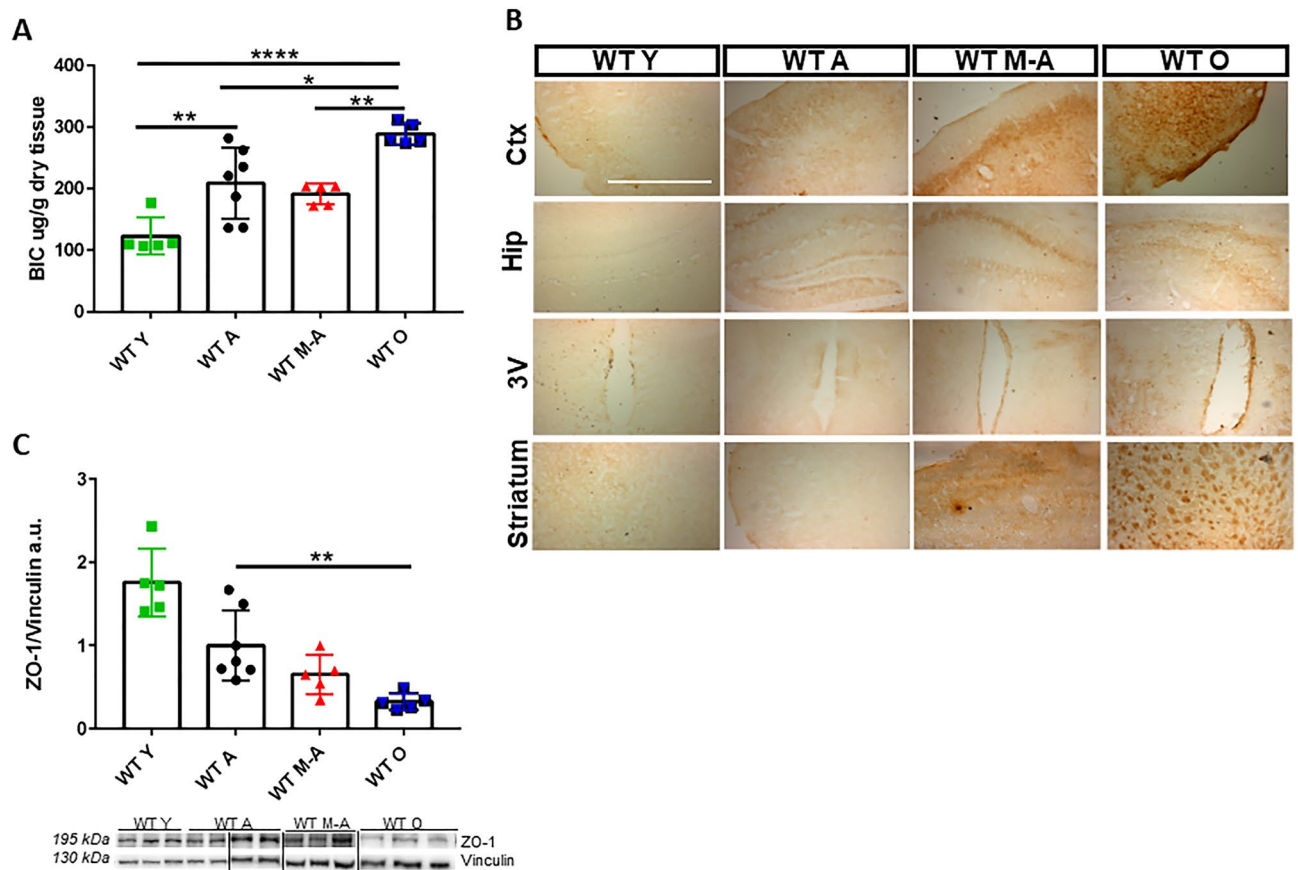 A
****
*
**
**
BIC ug/g dry tissue
400
300
200
100
0
WT Y
WT A
WT M-A
WT O
B
WT Y
WT A
WT M-A
WT O
Ctx
Hip
3V
Striatum
C
**
ZO-1/Vinculin a.u.
3
2
1
0
WT Y
WT A
WT M-A
WT O
WT Y WT A WT M-A WT O
195 kDa ZO-1
130 kDa Vinculin